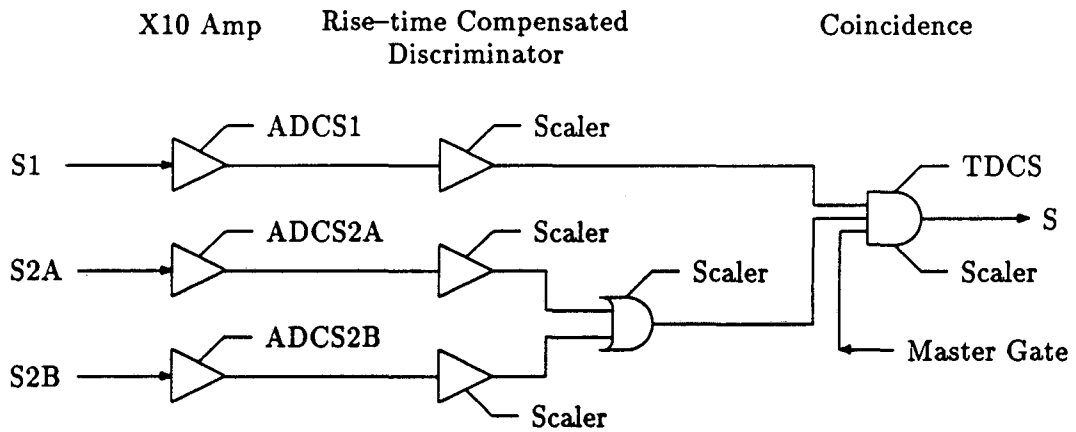 X10 Amp
Rise-time Compensated
Discriminator
Coincidence
S1
ADCS1
Scaler
TDCS
S
Scaler
S2A
ADCS2A
Scaler
Scaler
Master Gate
S2B
ADCS2B
Scaler